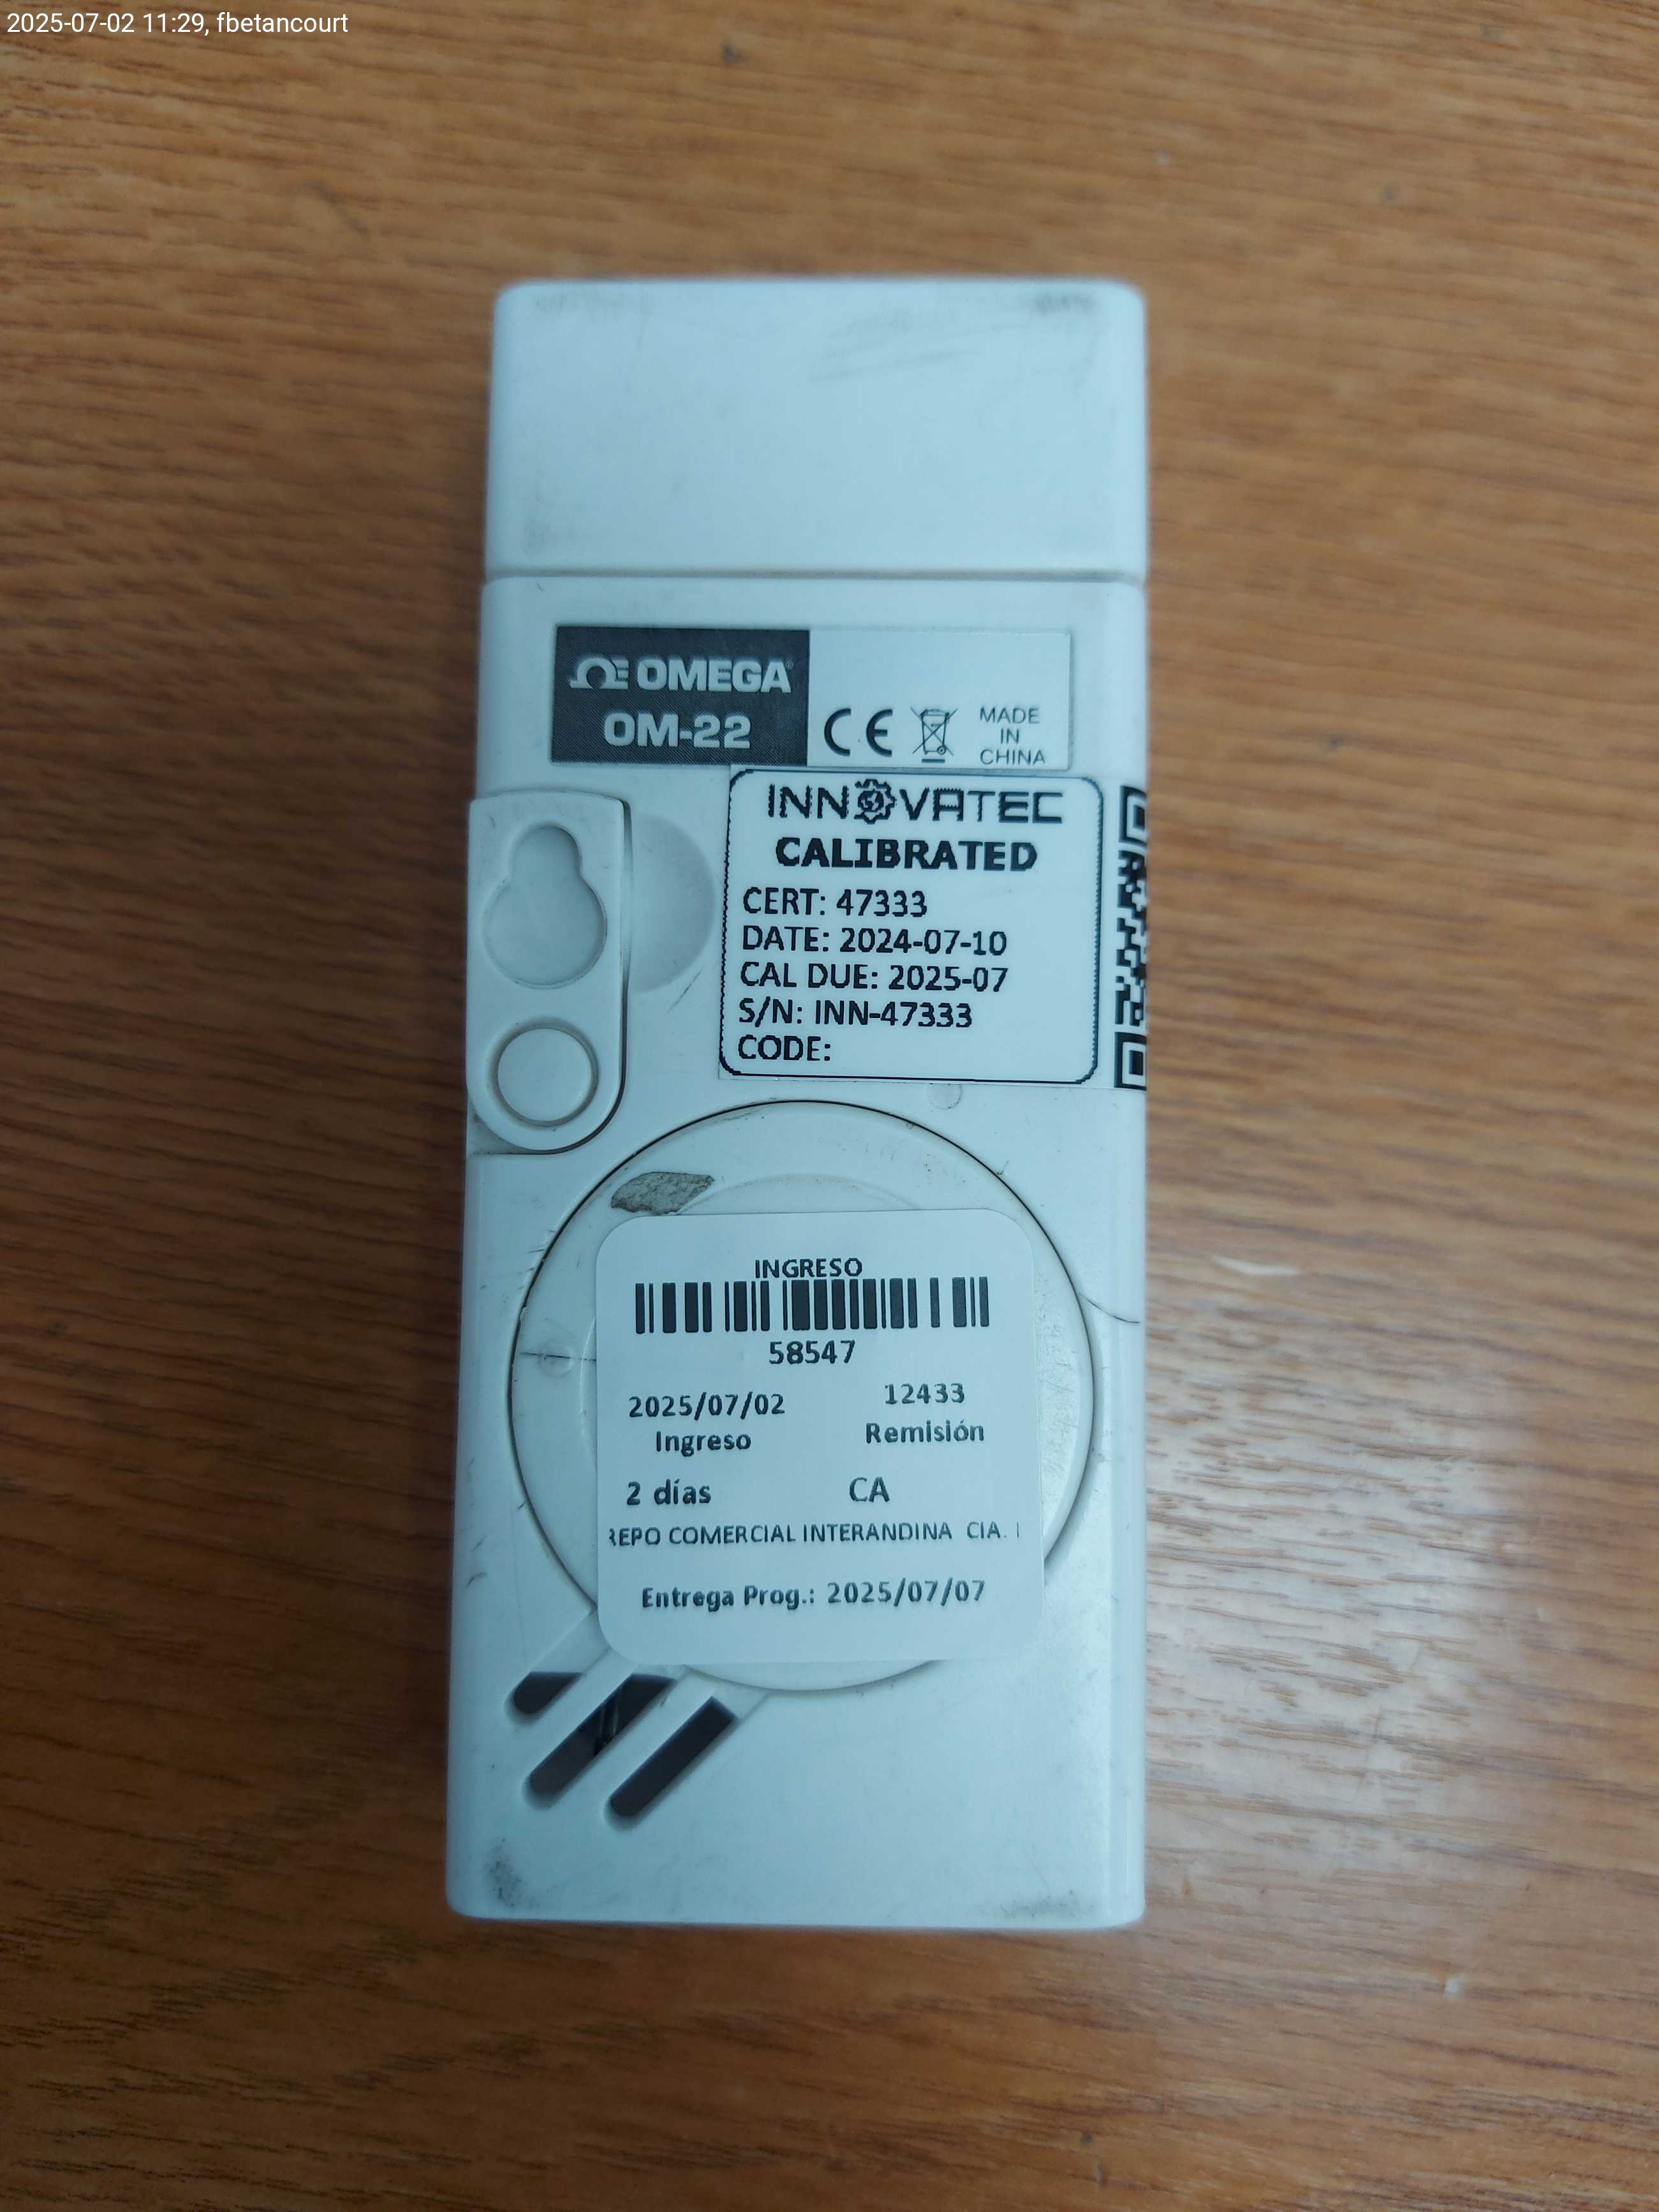 2025-07-02 11:29, fbetancourt
OMEGA
OM-22
CE
MADE
IN
CHINA
INNOVATEC
CALIBRATED
CERT: 47333
DATE: 2024-07-10
CAL DUE: 2025-07
S/N: INN-47333
CODE:
INGRESO
58547
2025/07/02 12433
Ingreso Remisión
2 días CA
REPO COMERCIAL INTERANDINA CIA.
Entrega Prog.: 2025/07/07